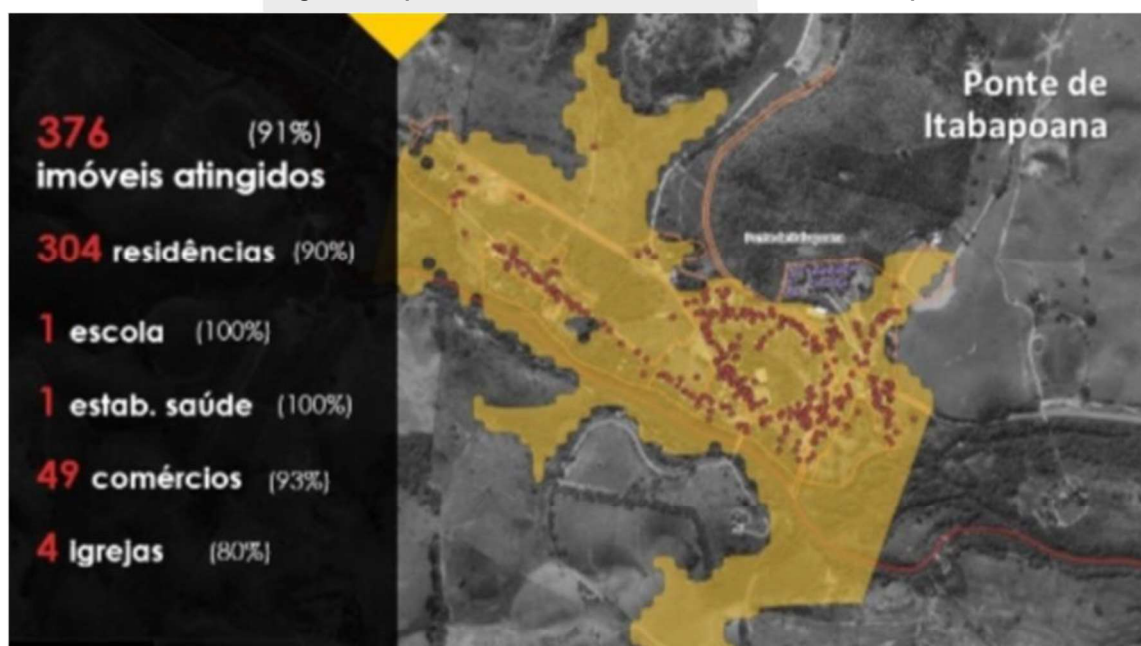 376 (91%)
imóveis atingidos
304 residências (90%)
1 escola (100%)
1 estab. saúde (100%)
49 comércios (93%)
4 Igrejas (80%)
Ponte de
Itabapoana